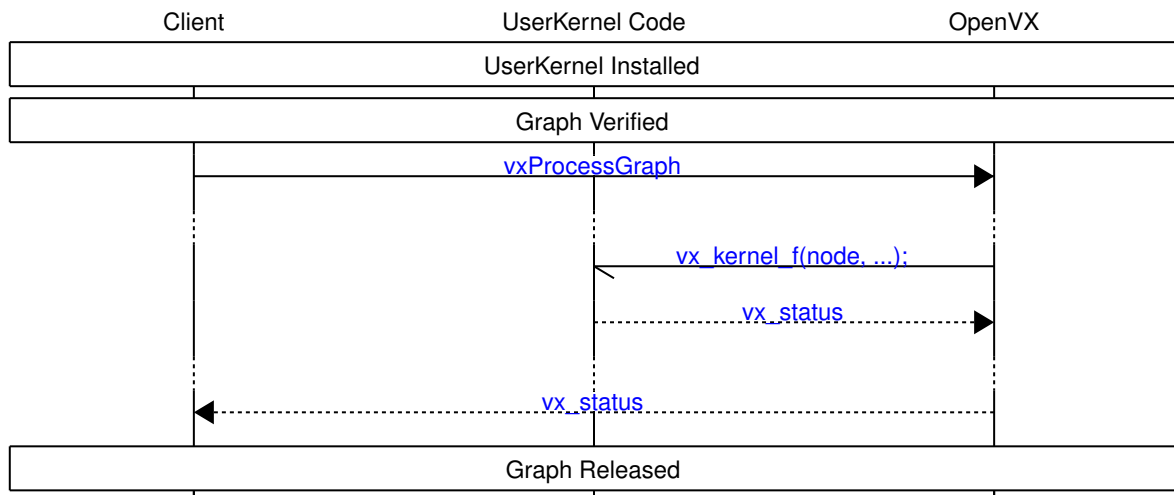 Client UserKernel Code OpenVX
UserKernel Installed
Graph Verified
vxProcessGraph
vx_kernel_f(node, ...);
vx_status
vx_status
Graph Released